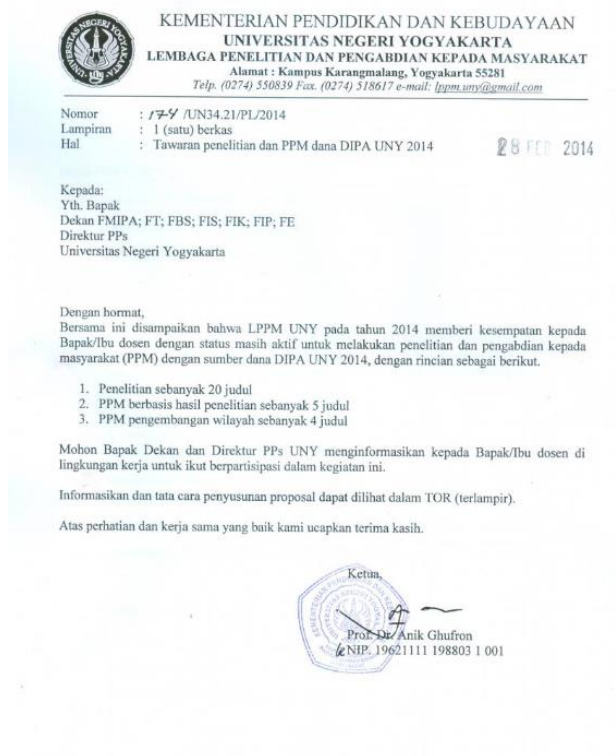 KEMENTERIAN PENDIDIKAN DAN KEBUDAYAAN
UNIVERSITAS NEGERI YOGYAKARTA
LEMBAGA PENELITIAN DAN PENGABDIAN KEPADA MASYARAKAT
Alamat : Kampus Karangmalang, Yogyakarta 55281
Telp. (0274) 550839 Fax. (0274) 518617 e-mail: lppm.uny@gmail.com
Nomor : 174 /UN34.21/PL/2014
Lampiran : 1 (satu) berkas
Hal : Tawaran penelitian dan PPM dana DIPA UNY 2014
28 FEB 2014
Kepada:
Yth. Bapak
Dekan FMIPA; FT; FBS; FIS; FIK; FIP; FE
Direktur PPs
Universitas Negeri Yogyakarta
Dengan hormat,
Bersama ini disampaikan bahwa LPPM UNY pada tahun 2014 memberi kesempatan kepada
Bapak/Ibu dosen dengan status masih aktif untuk melakukan penelitian dan pengabdian kepada
masyarakat (PPM) dengan sumber dana DIPA UNY 2014, dengan rincian sebagai berikut.
1. Penelitian sebanyak 20 judul
2. PPM berbasis hasil penelitian sebanyak 5 judul
3. PPM pengembangan wilayah sebanyak 4 judul
Mohon Bapak Dekan dan Direktur PPs UNY menginformasikan kepada Bapak/Ibu dosen di
lingkungan kerja untuk ikut berpartisipasi dalam kegiatan ini.
Informasikan dan tata cara penyusunan proposal dapat dilihat dalam TOR (terlampir).
Atas perhatian dan kerja sama yang baik kami ucapkan terima kasih.
Ketua,
Prof. Dr. Anik Ghufron
NIP. 19621111 198803 1 001